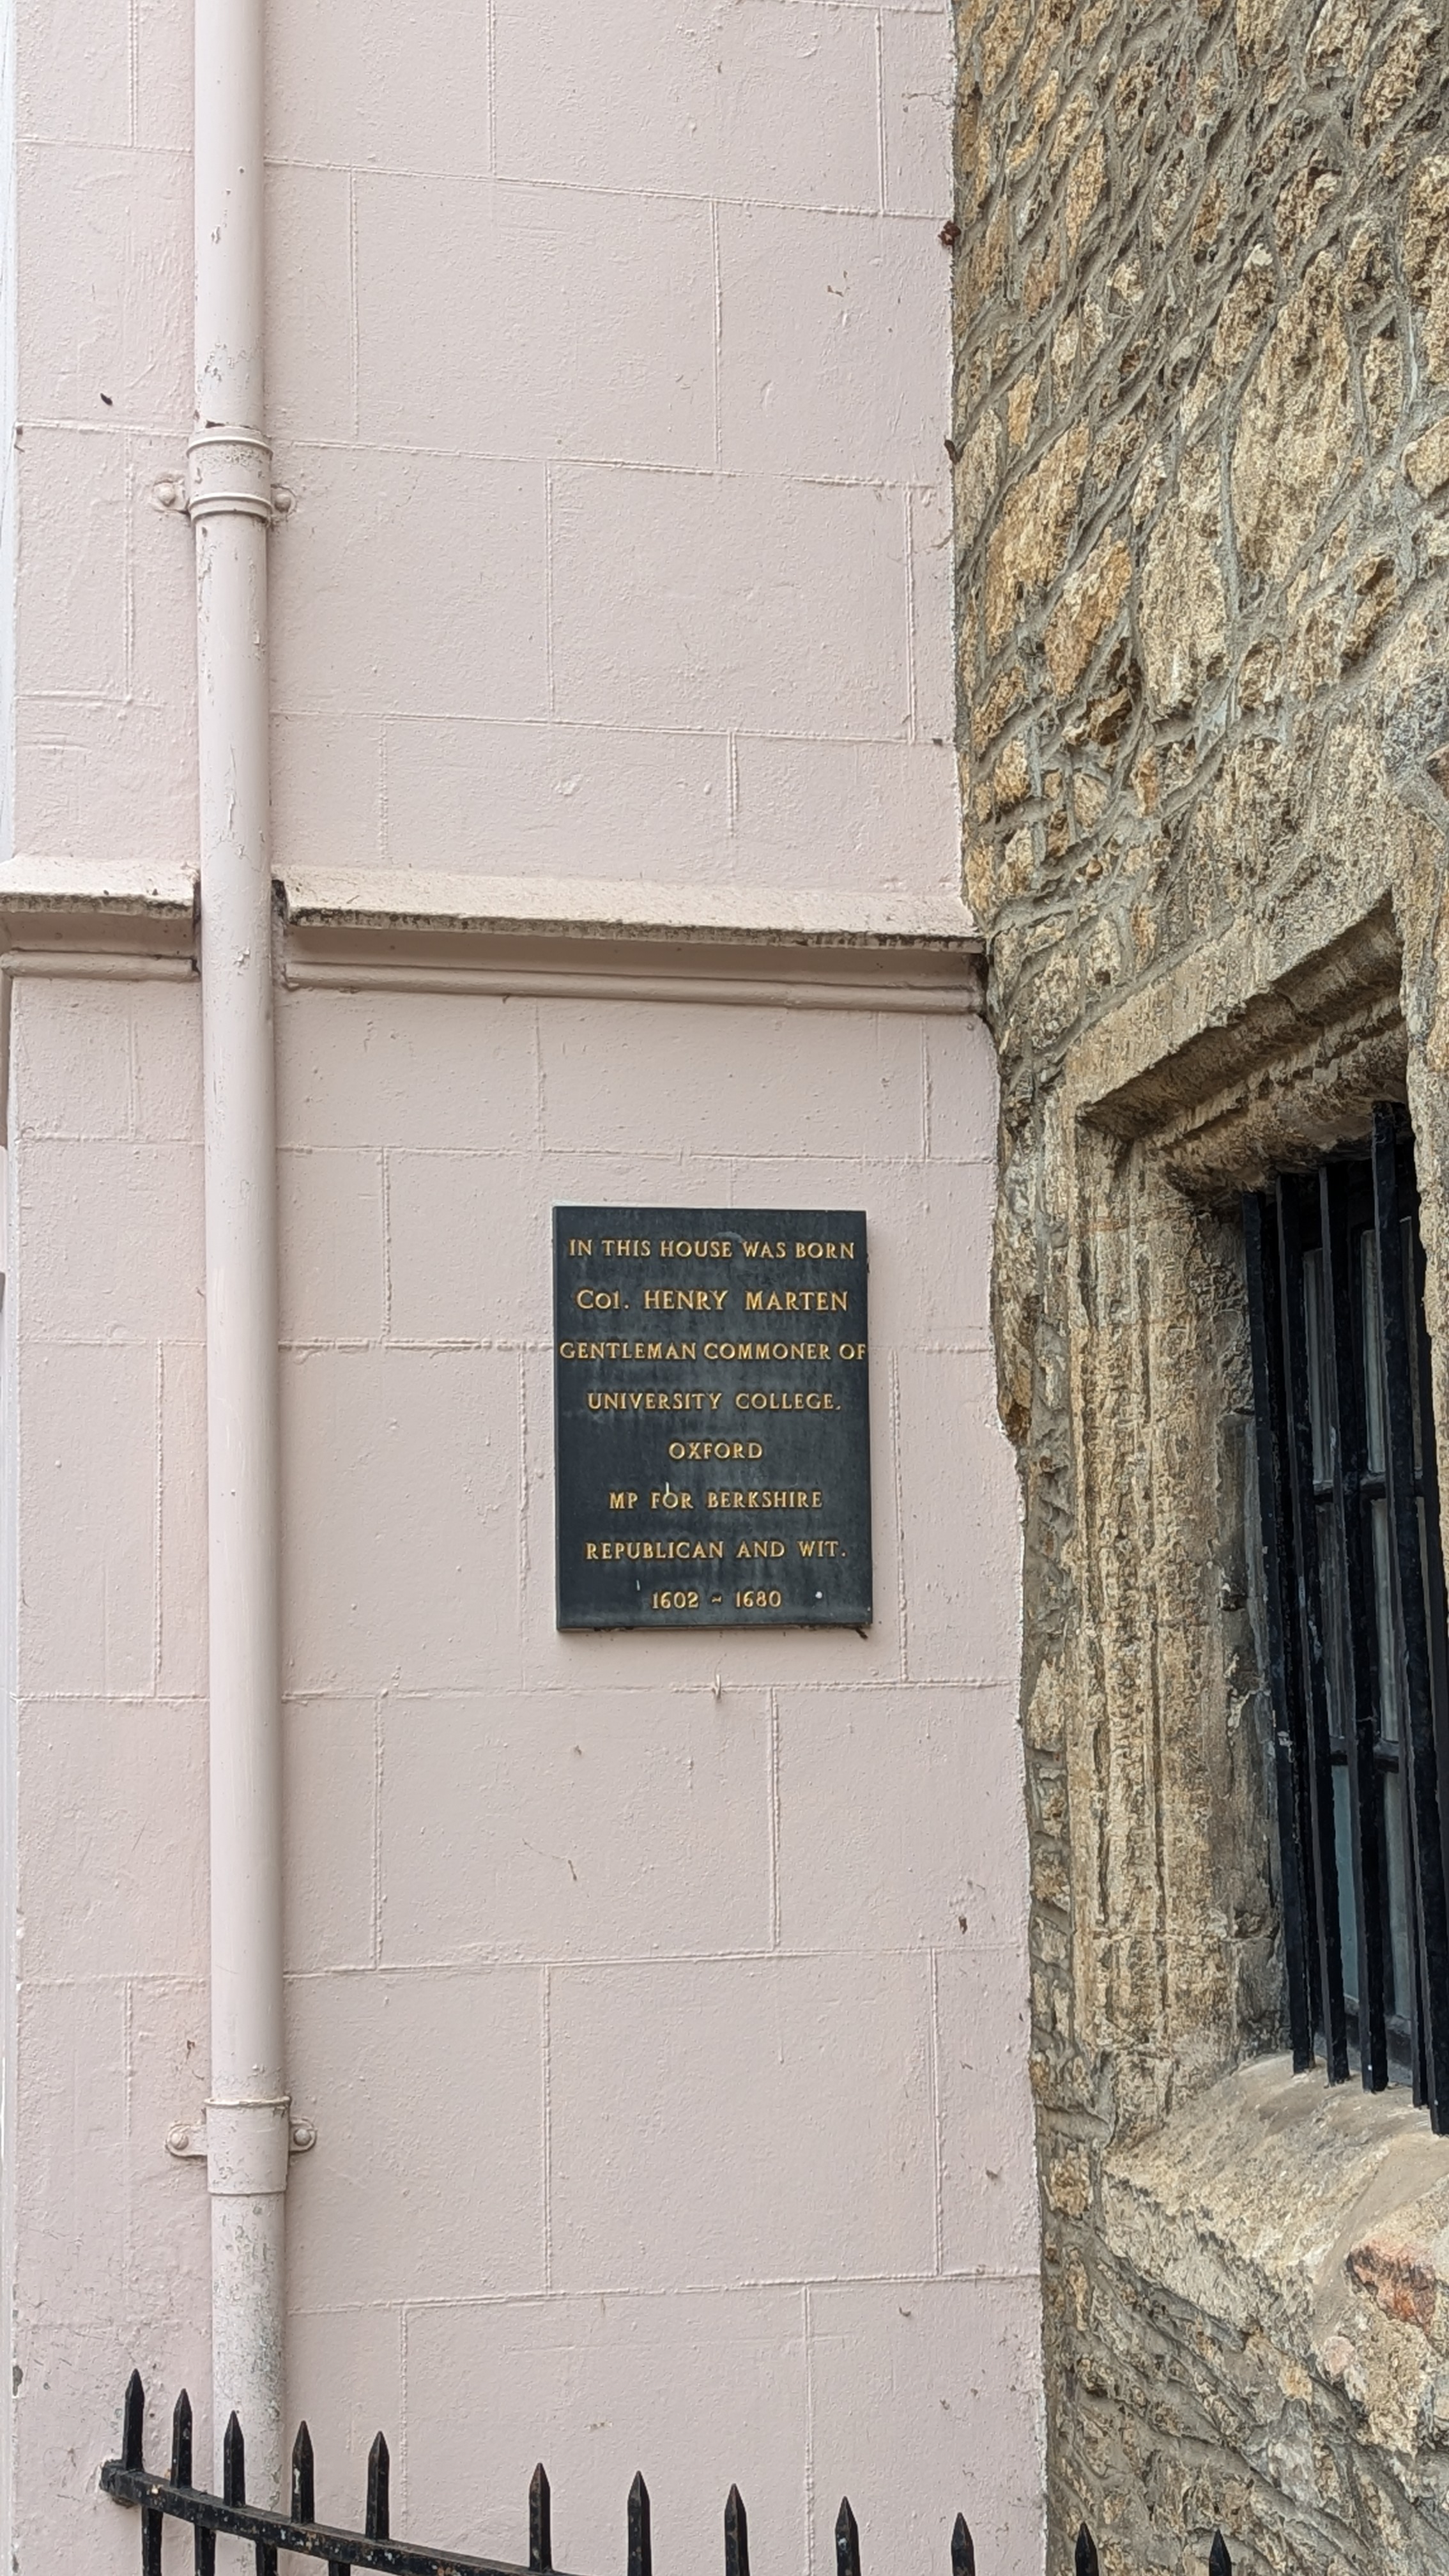 IN THIS HOUSE WAS BORN
Col. HENRY MARTEN
GENTLEMAN COMMONER OF
UNIVERSITY COLLEGE.
OXFORD
MP FOR BERKSHIRE
REPUBLICAN AND WIT.
1602 ~ 1680